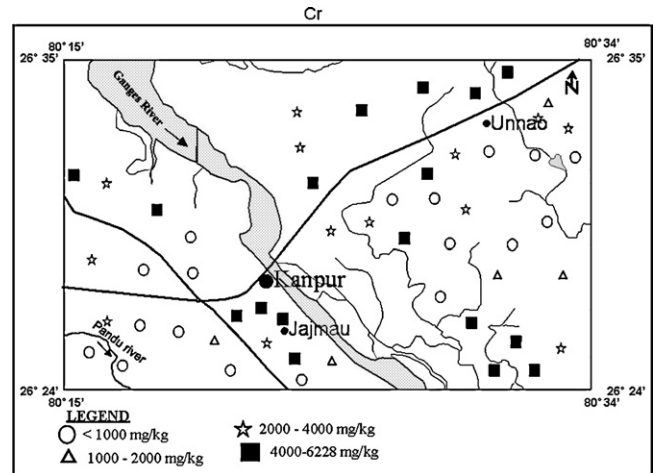 Cr
80° 15'
80° 34'
26° 35'
26° 35'
Ganges River
N
Unnao
Kanpur
Jajmau
Pandu river
26° 24'
26° 24'
80° 15'
80° 34'
LEGEND
< 1000 mg/kg
2000 - 4000 mg/kg
1000 - 2000 mg/kg
4000-6228 mg/kg